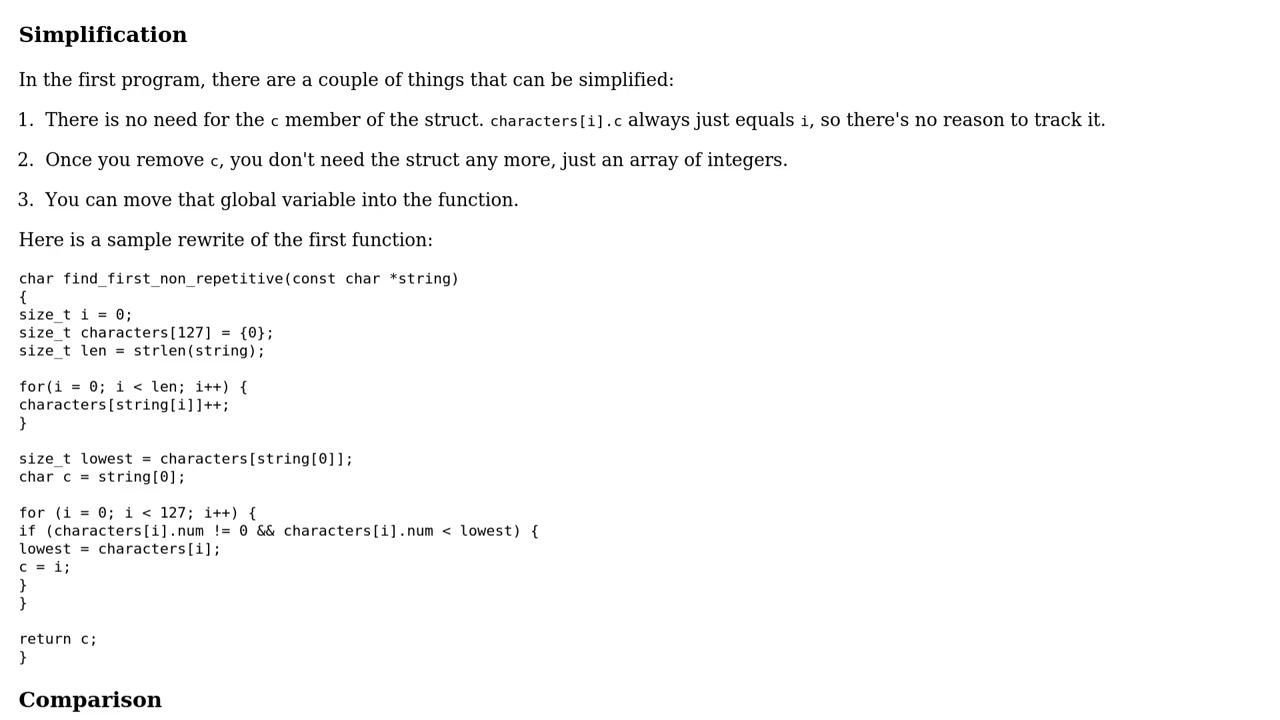 Simplification
In the first program, there are a couple of things that can be simplified:
1. There is no need for the c member of the struct. characters[i].c always just equals i, so there's no reason to track it.
2. Once you remove c, you don't need the struct any more, just an array of integers.
3. You can move that global variable into the function.
Here is a sample rewrite of the first function:
char find_first_non_repetitive(const char *string)
{
size_t i = 0;
size_t characters[127] = {0};
size_t len = strlen(string);
for(i = 0; i < len; i++) {
characters[string[i]]++;
}
size_t lowest = characters[string[0]];
char c = string[0];
for (i = 0; i < 127; i++) {
if (characters[i].num != 0 && characters[i].num < lowest) {
lowest = characters[i];
c = i;
}
}
return c;
}
Comparison